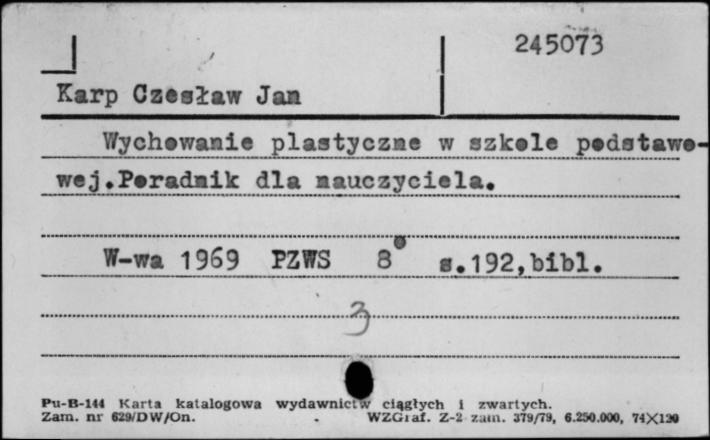 245073
Karp Czesław Jan
Wychowanie plastyczne w szkole podstawo-
wej.Poradnik dla nauczyciela.
W-wa 1969 PZWS 8° s.192,bibl.
3
Pu-B-144 Karta katalogowa wydawnictw ciągłych i zwartych.
Zam. nr 629/DW/On. WZGraf. Z-2 zam. 379/79, 6.250.000, 74×120